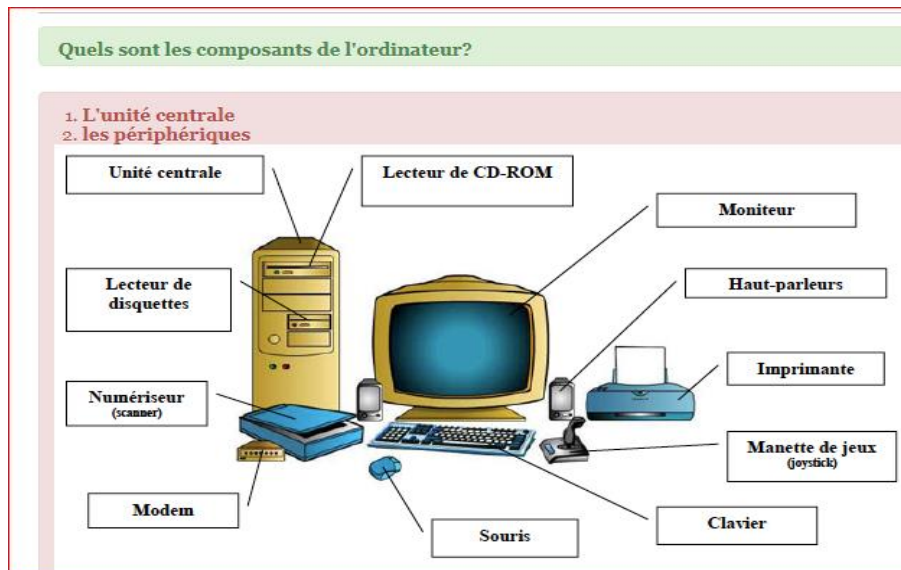 Quels sont les composants de l'ordinateur?
1. L'unité centrale
2. les périphériques
Unité centrale
Lecteur de CD-ROM
Moniteur
Lecteur de
disquettes
Haut-parleurs
Imprimante
Numériseur
(scanner)
Manette de jeux
(joystick)
Modem
Souris
Clavier